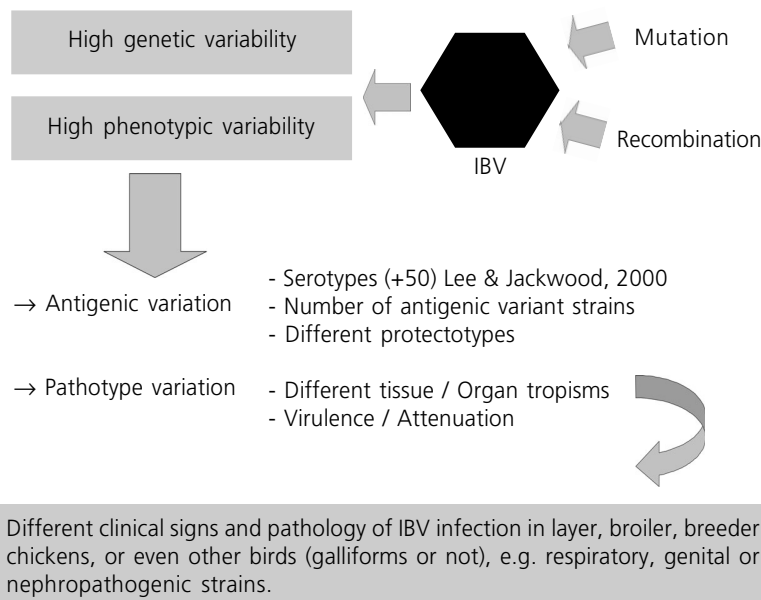 High genetic variability
Mutation
High phenotypic variability
Recombination
IBV
→ Antigenic variation
- Serotypes (+50) Lee & Jackwood, 2000
- Number of antigenic variant strains
- Different protectotypes
→ Pathotype variation
- Different tissue / Organ tropisms
- Virulence / Attenuation
Different clinical signs and pathology of IBV infection in layer, broiler, breeder
chickens, or even other birds (galliforms or not), e.g. respiratory, genital or
nephropathogenic strains.